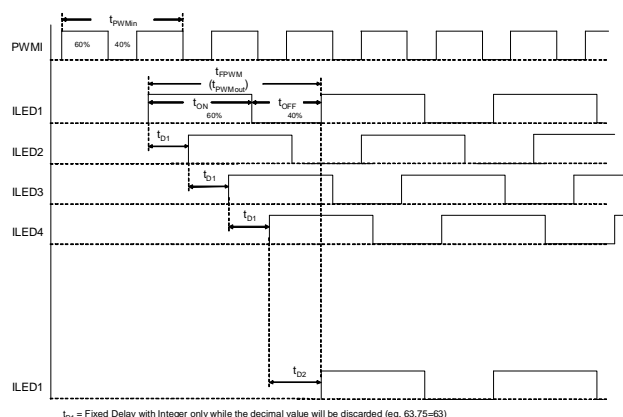 tPWMin
PWMI
60%
40%
tFPWM
(tPWMout)
ILED1
tON
tOFF
60%
40%
tD1
ILED2
tD1
ILED3
tD1
ILED4
tD2
ILED1
tD1 = Fixed Delay with Integer only while the decimal value will be discarded (eg. 63.75=63)